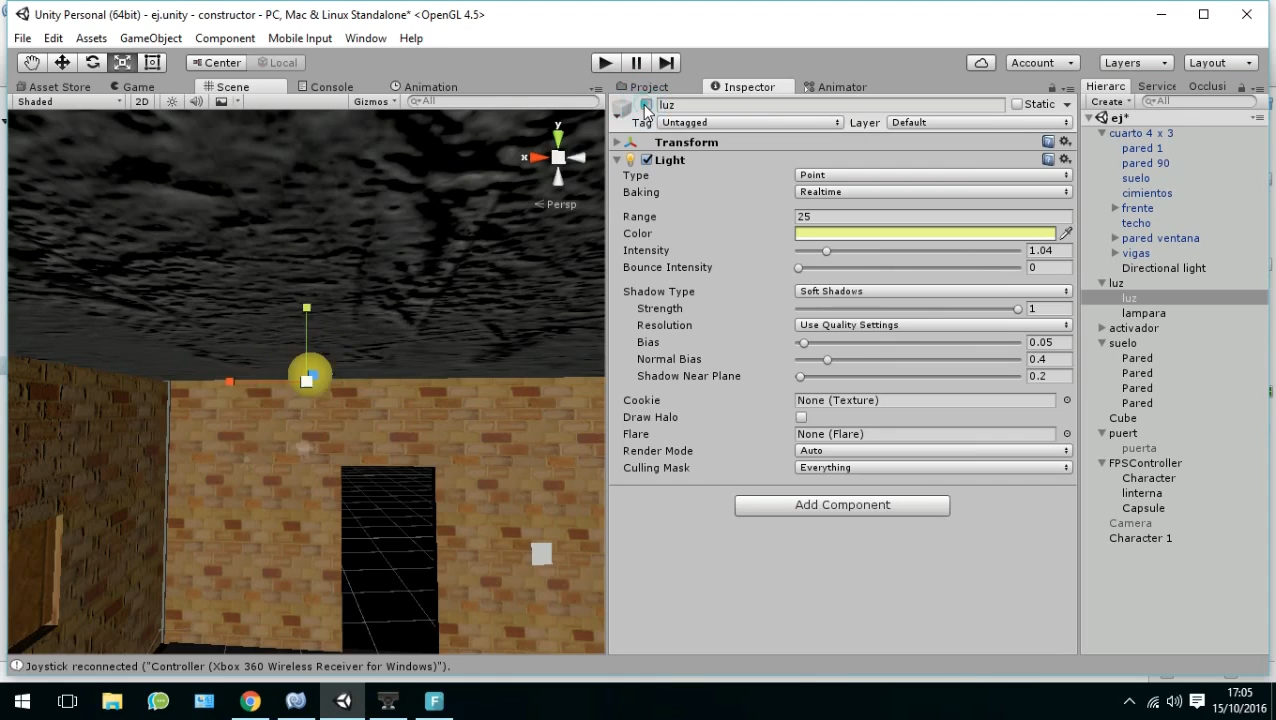 Unity Personal (64bit) - ej.unity - constructor - PC, Mac & Linux Standalone* <OpenGL 4.5>
File Edit Assets GameObject Component Mobile Input Window Help
Center Local Account Layers Layout
Asset Store Game Scene Console Animation Project Inspector Animator Hierarc Service Occlusi
Shaded 2D Gizmos All Create All
luz Static
Tag Untagged Layer Default
ej*
Transform
Light
Type Point
Baking Realtime
Range 25
Color
Intensity 1.04
Bounce Intensity 0
Shadow Type Soft Shadows
Strength 1
Resolution Use Quality Settings
Bias 0.05
Normal Bias 0.4
Shadow Near Plane 0.2
Cookie None (Texture)
Draw Halo
Flare None (Flare)
Render Mode Auto
Culling Mask Everything
Add Component
y
x
Persp
cuarto 4 x 3
pared 1
pared 90
suelo
cimientos
frente
techo
pared ventana
vigas
Directional light
luz
luz
lampara
activador
suelo
Pared
Pared
Pared
Pared
Cube
puert
puerta
FPSController
Character
linterna
Capsule
Camera
Character 1
Joystick reconnected ("Controller (Xbox 360 Wireless Receiver for Windows)").
F
17:05
15/10/2016